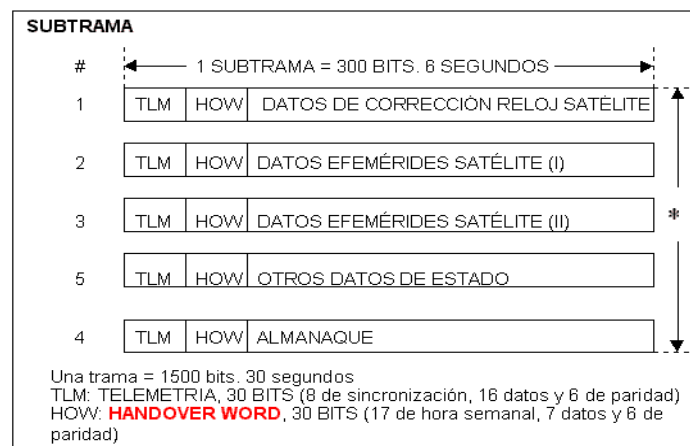 SUBTRAMA
# 1 SUBTRAMA = 300 BITS. 6 SEGUNDOS
1 TLM HOW DATOS DE CORRECCIÓN RELOJ SATÉLITE
2 TLM HOW DATOS EFEMÉRIDES SATÉLITE (I)
3 TLM HOW DATOS EFEMÉRIDES SATÉLITE (II) *
5 TLM HOW OTROS DATOS DE ESTADO
4 TLM HOW ALMANAQUE
Una trama = 1500 bits. 30 segundos
TLM: TELEMETRIA, 30 BITS (8 de sincronización, 16 datos y 6 de paridad)
HOW: HANDOVER WORD, 30 BITS (17 de hora semanal, 7 datos y 6 de
paridad)